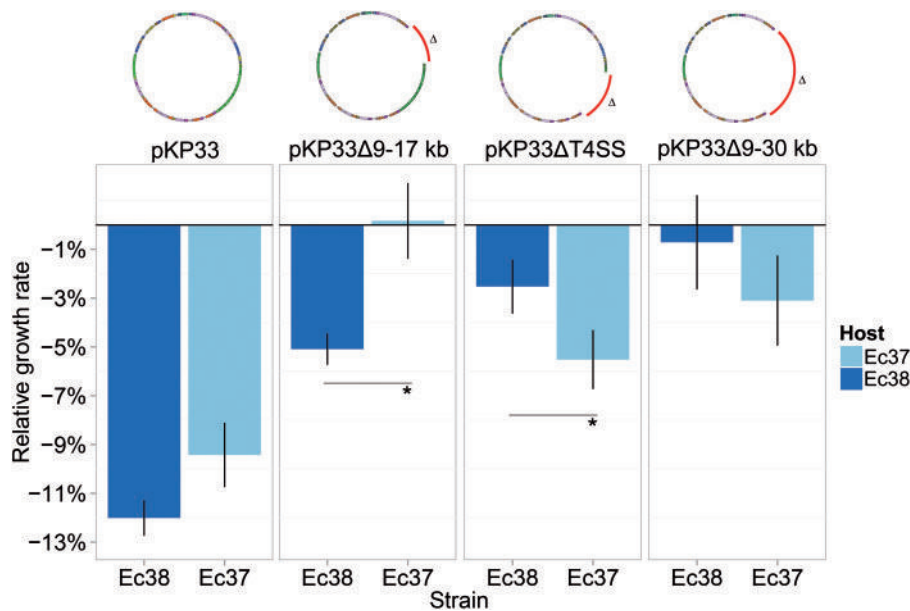 Δ
Δ
Δ
pKP33
pKP33Δ9-17 kb
pKP33ΔT4SS
pKP33Δ9-30 kb
Relative growth rate
−1%
−3%
−5%
−7%
−9%
−11%
−13%
*
*
Host
Ec37
Ec38
Ec38 Ec37 Ec38 Ec37 Ec38 Ec37 Ec38 Ec37
Strain